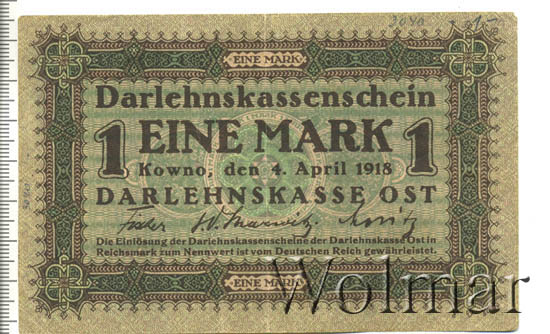 EINE MARK
Darlehnskassenschein
1 EINE MARK 1
Kowno, den 4. April 1918
DARLEHNSKASSE OST
Die Einlösung der Darlehnskassenscheine der Darlehnskasse Ost in
Reichsmark zum Nennwert ist vom Deutschen Reich gewährleistet.
EINE MARK
Wolmar